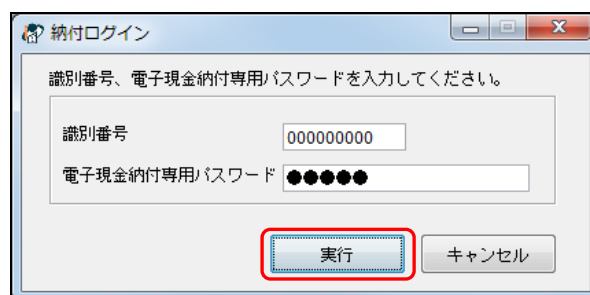 納付ログイン
識別番号、電子現金納付専用パスワードを入力してください。
識別番号 000000000
電子現金納付専用パスワード ●●●●●
実行 キャンセル